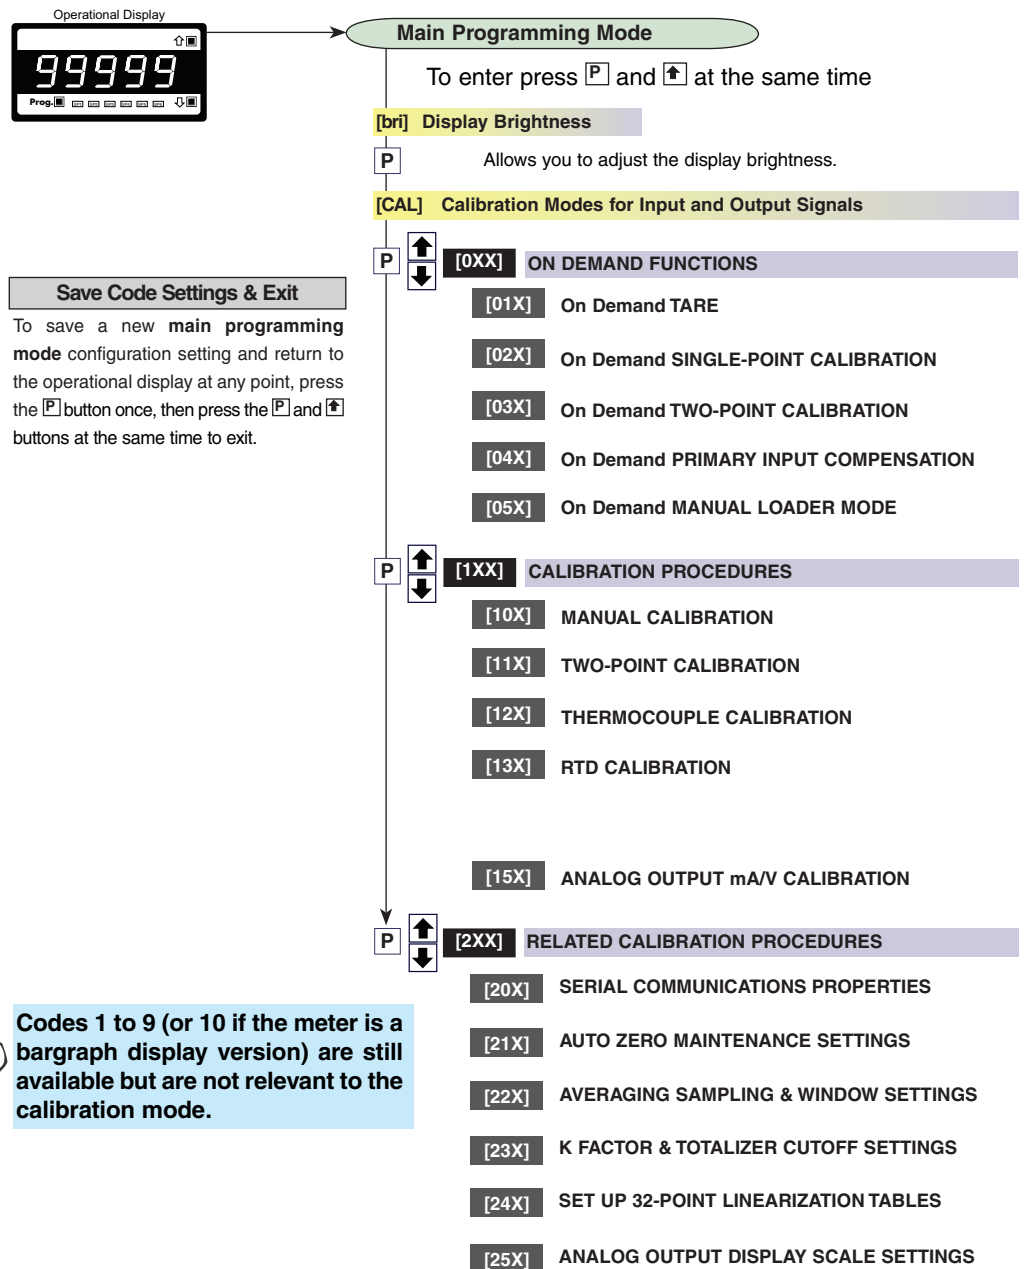 Operational Display
99999
Prog. SP1 SP2 SP3 SP4 SP5 SP6
Main Programming Mode
To enter press P and at the same time
[bri] Display Brightness
P Allows you to adjust the display brightness.
[CAL] Calibration Modes for Input and Output Signals
P [0XX] ON DEMAND FUNCTIONS
[01X] On Demand TARE
[02X] On Demand SINGLE-POINT CALIBRATION
[03X] On Demand TWO-POINT CALIBRATION
[04X] On Demand PRIMARY INPUT COMPENSATION
[05X] On Demand MANUAL LOADER MODE
Save Code Settings & Exit
To save a new main programming
mode configuration setting and return to
the operational display at any point, press
the P button once, then press the P and
buttons at the same time to exit.
P [1XX] CALIBRATION PROCEDURES
[10X] MANUAL CALIBRATION
[11X] TWO-POINT CALIBRATION
[12X] THERMOCOUPLE CALIBRATION
[13X] RTD CALIBRATION
[15X] ANALOG OUTPUT mA/V CALIBRATION
P [2XX] RELATED CALIBRATION PROCEDURES
[20X] SERIAL COMMUNICATIONS PROPERTIES
[21X] AUTO ZERO MAINTENANCE SETTINGS
[22X] AVERAGING SAMPLING & WINDOW SETTINGS
[23X] K FACTOR & TOTALIZER CUTOFF SETTINGS
[24X] SET UP 32-POINT LINEARIZATION TABLES
[25X] ANALOG OUTPUT DISPLAY SCALE SETTINGS
Codes 1 to 9 (or 10 if the meter is a
bargraph display version) are still
available but are not relevant to the
calibration mode.